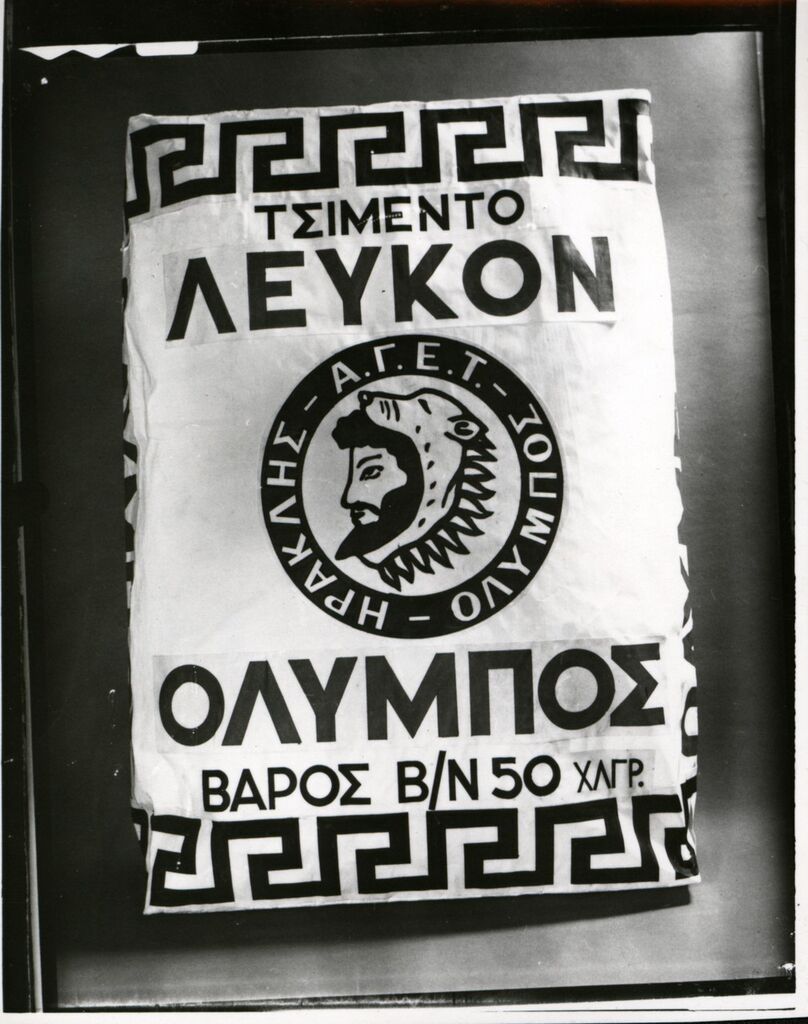 ΤΣΙΜΕΝΤΟ
ΛΕΥΚΟΝ
ΗΡΑΚΛΗΣ – Α.Γ.Ε.Τ. – ΟΛΥΜΠΟΣ –
ΟΛΥΜΠΟΣ
ΒΑΡΟΣ Β/Ν 50 ΧΛΓΡ.